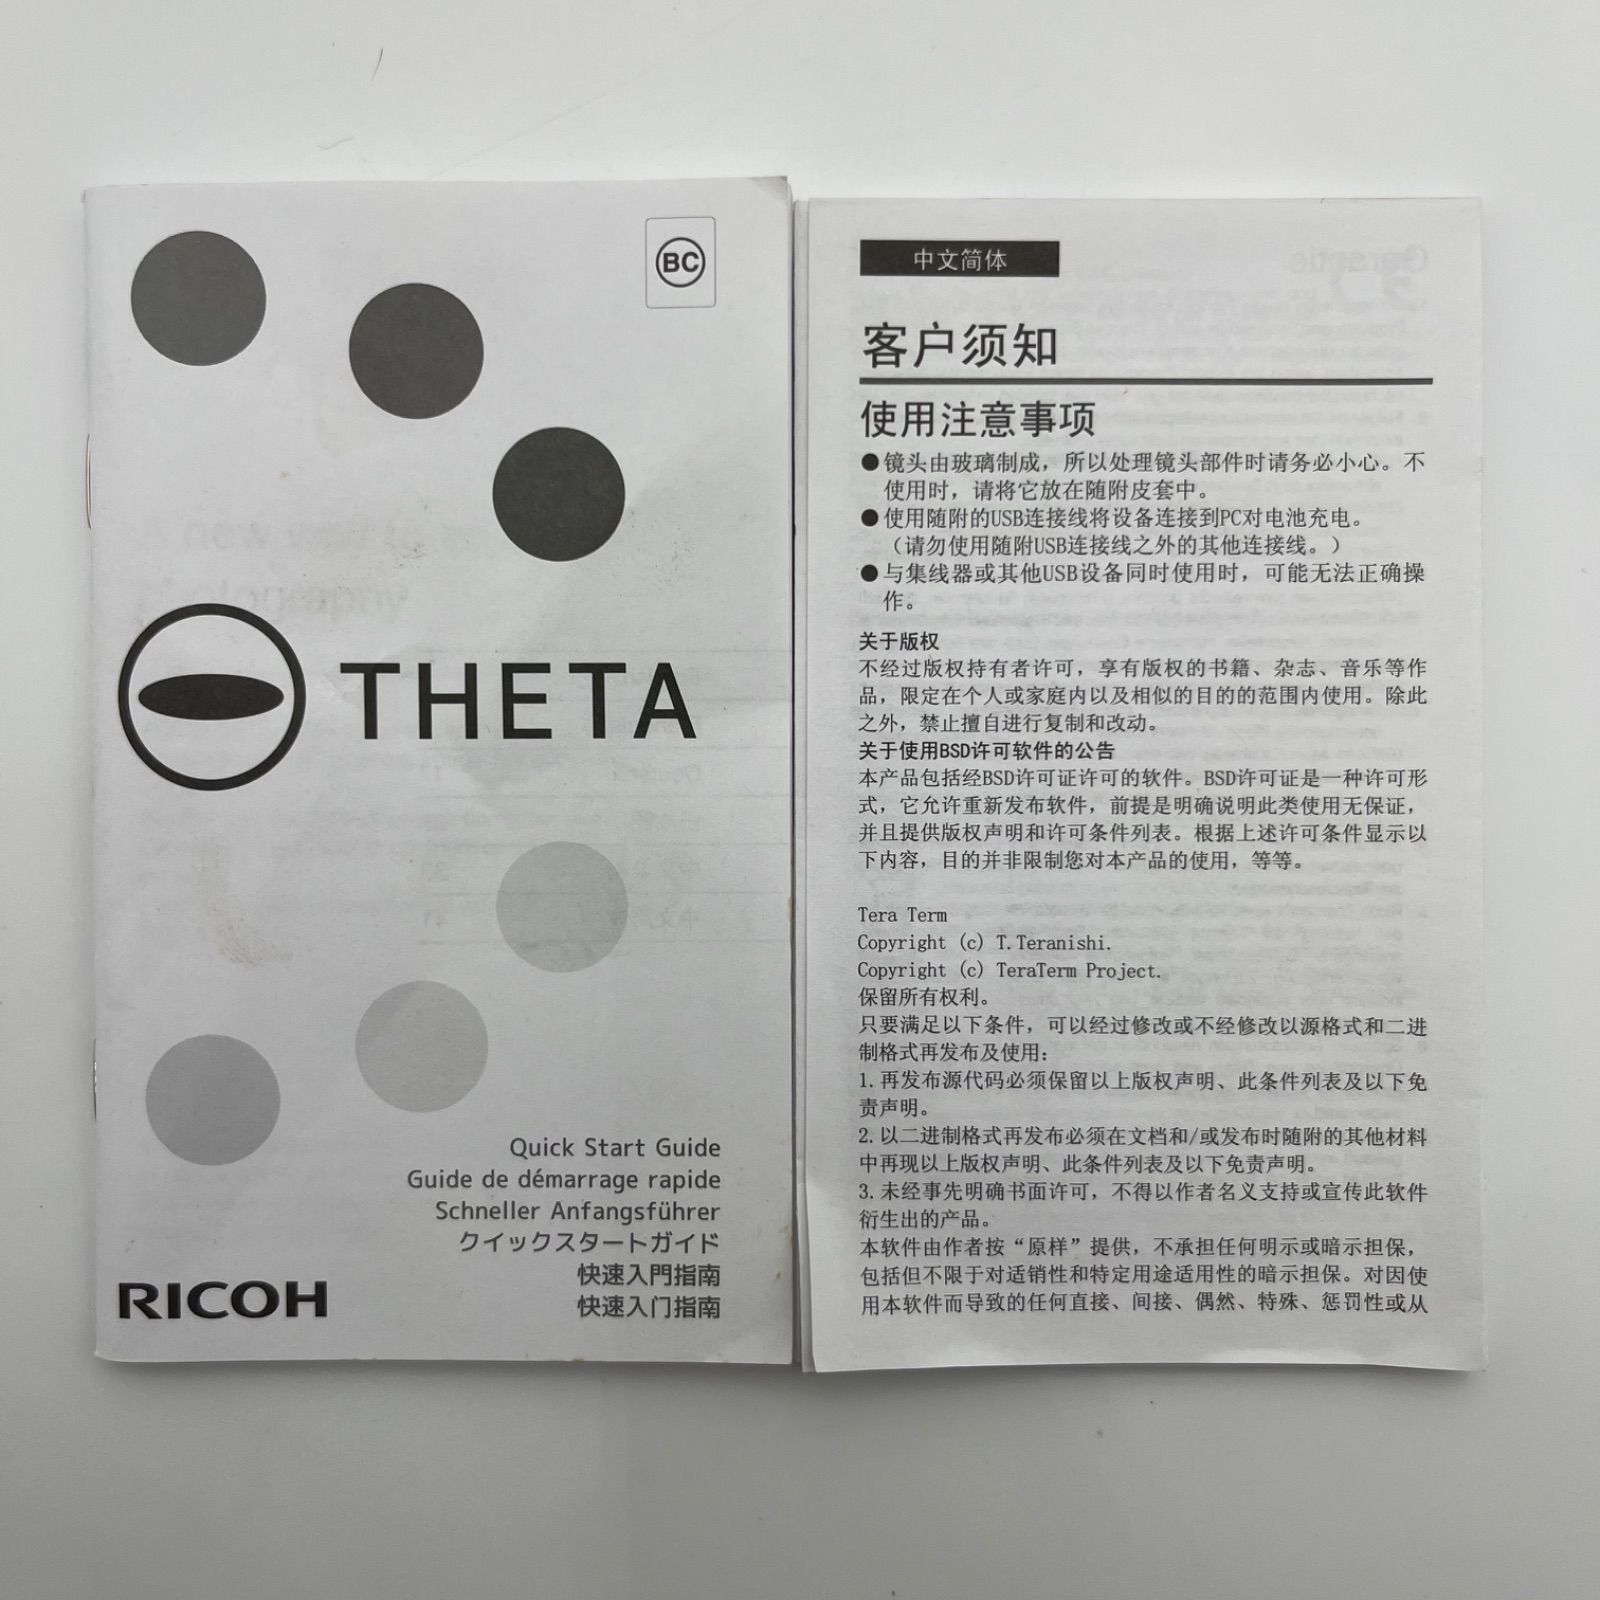 BC
THETA
Quick Start Guide
Guide de démarrage rapide
Schneller Anfangsführer
クイックスタートガイド
快速入門指南
快速入门指南
RICOH
中文简体
客户须知
使用注意事项
●镜头由玻璃制成，所以处理镜头部件时请务必小心。不
使用时，请将它放在随附皮套中。
●使用随附的USB连接线将设备连接到PC对电池充电。
（请勿使用随附USB连接线之外的其他连接线。）
●与集线器或其他USB设备同时使用时，可能无法正确操
作。
关于版权
不经过版权持有者许可，享有版权的书籍、杂志、音乐等作
品，限定在个人或家庭内以及相似的目的的范围内使用。除此
之外，禁止擅自进行复制和改动。
关于使用BSD许可软件的公告
本产品包括经BSD许可证许可的软件。BSD许可证是一种许可形
式，它允许重新发布软件，前提是明确说明此类使用无保证，
并且提供版权声明和许可条件列表。根据上述许可条件显示以
下内容，目的并非限制您对本产品的使用，等等。
Tera Term
Copyright (c) T.Teranishi.
Copyright (c) TeraTerm Project.
保留所有权利。
只要满足以下条件，可以经过修改或不经修改以源格式和二进
制格式再发布及使用：
1.再发布源代码必须保留以上版权声明、此条件列表及以下免
责声明。
2.以二进制格式再发布必须在文档和/或发布时随附的其他材料
中再现以上版权声明、此条件列表及以下免责声明。
3.未经事先明确书面许可，不得以作者名义支持或宣传此软件
衍生出的产品。
本软件由作者按“原样”提供，不承担任何明示或暗示担保，
包括但不限于对适销性和特定用途适用性的暗示担保。对因使
用本软件而导致的任何直接、间接、偶然、特殊、惩罚性或从